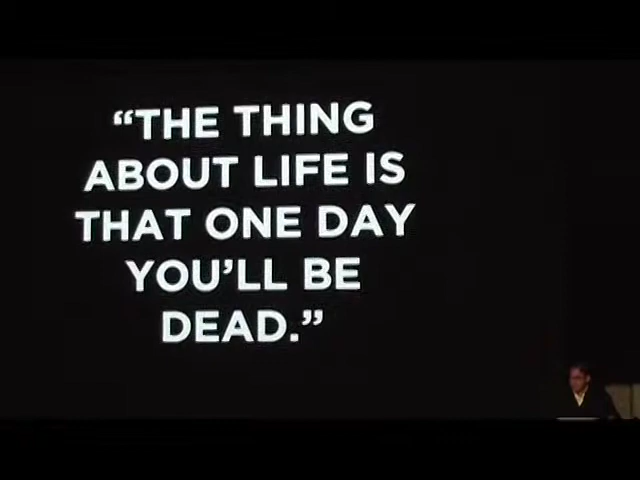 “THE THING
ABOUT LIFE IS
THAT ONE DAY
YOU’LL BE
DEAD.”